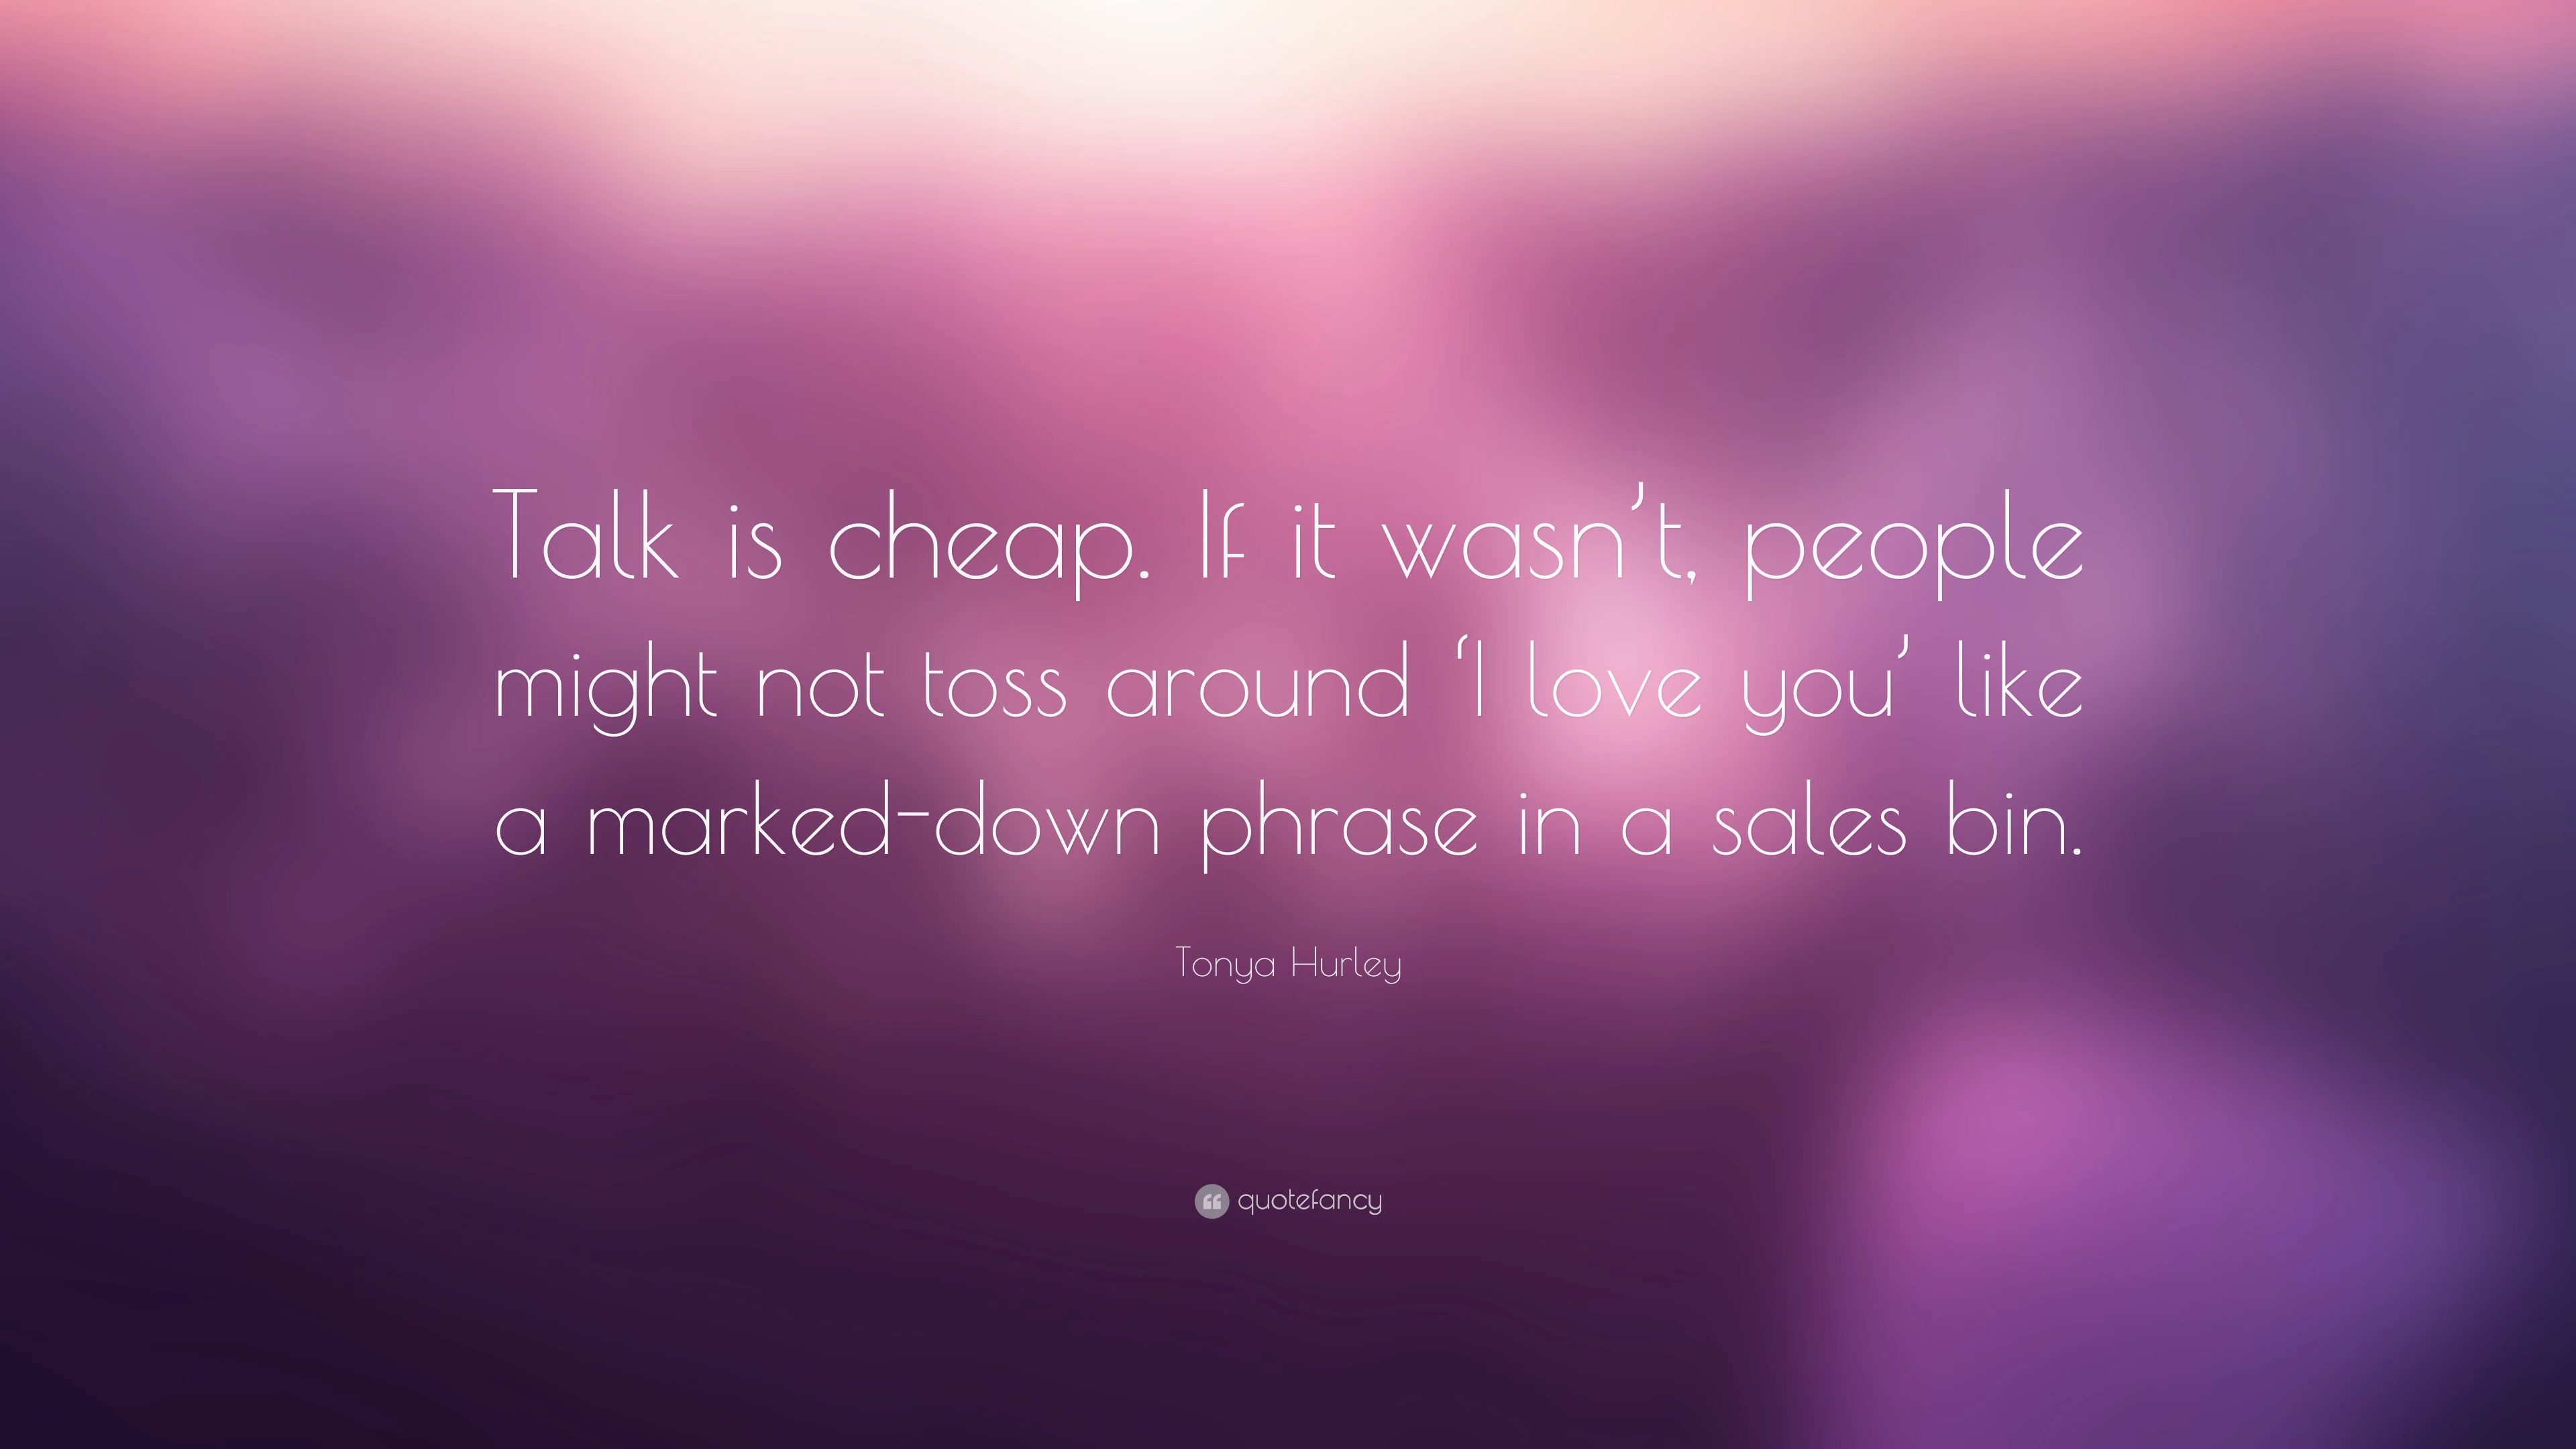 Talk is cheap. If it wasn’t, people
might not toss around ‘I love you’ like
a marked-down phrase in a sales bin.
Tonya Hurley
quotefancy